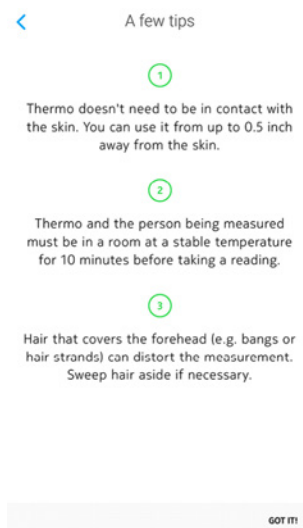 A few tips
1
Thermo doesn't need to be in contact with
the skin. You can use it from up to 0.5 inch
away from the skin.
2
Thermo and the person being measured
must be in a room at a stable temperature
for 10 minutes before taking a reading.
3
Hair that covers the forehead (e.g. bangs or
hair strands) can distort the measurement.
Sweep hair aside if necessary.
GOT IT!